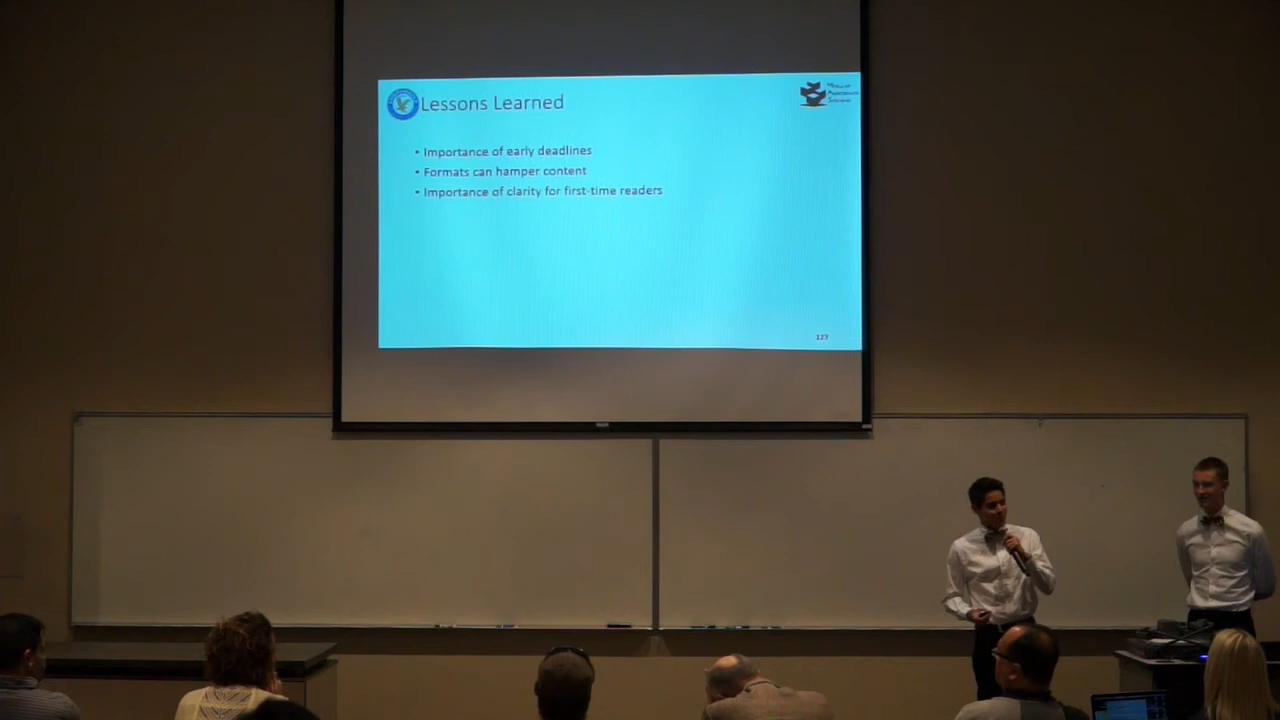 Lessons Learned
• Importance of early deadlines
• Formats can hamper content
• Importance of clarity for first-time readers
127